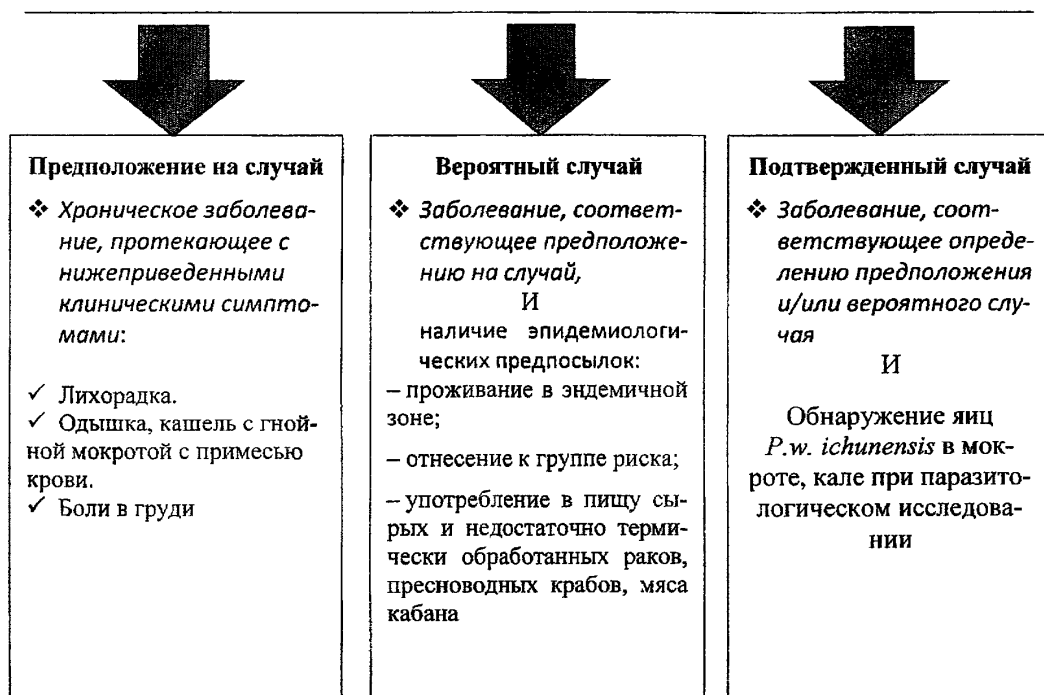 Предположение на случай
❖ Хроническое заболева-
ние, протекающее с
нижеприведенными
клиническими симпто-
мами:
✓ Лихорадка.
✓ Одышка, кашель с гной-
ной мокротой с примесью
крови.
✓ Боли в груди
Вероятный случай
❖ Заболевание, соответ-
ствующее предположе-
нию на случай,
И
наличие эпидемиологи-
ческих предпосылок:
– проживание в эндемичной
зоне;
– отнесение к группе риска;
– употребление в пищу сы-
рых и недостаточно терми-
чески обработанных раков,
пресноводных крабов, мяса
кабана
Подтвержденный случай
❖ Заболевание, соот-
ветствующее опреде-
лению предположения
и/или вероятного слу-
чая
И
Обнаружение яиц
P.w. ichunensis в мок-
роте, кале при паразито-
логическом исследова-
нии